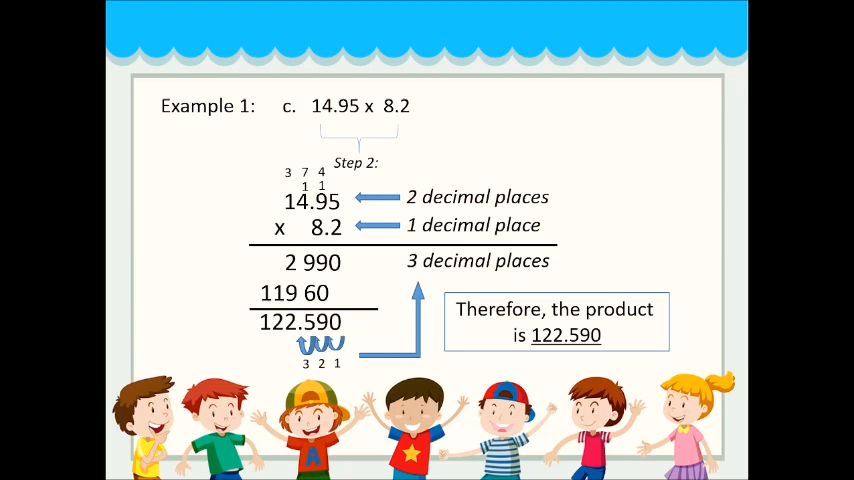 Example 1: c. 14.95 x 8.2
Step 2:
3 7 4
1 1
14.95 2 decimal places
x 8.2 1 decimal place
2 990 3 decimal places
119 60
Therefore, the product
122.590
is 122.590
3 2 1
A